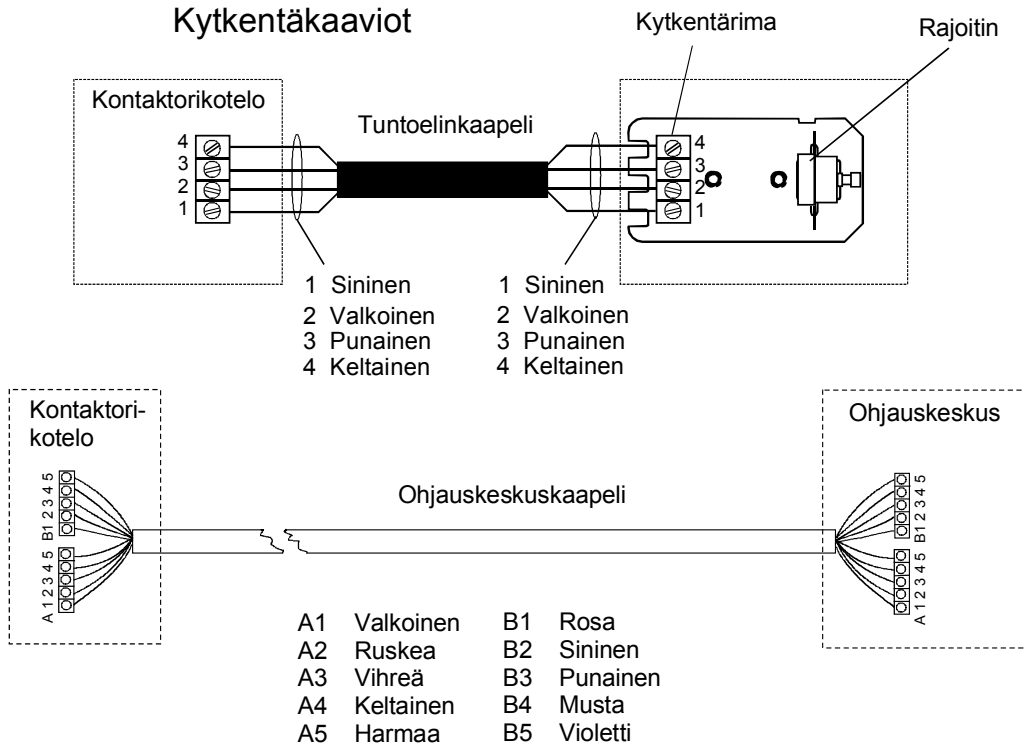 Kytkentäkaaviot
Kytkentärima
Rajoitin
Kontaktorikotelo
Tuntoelinkaapeli
4
3
2
1
4
3
2
1
1 Sininen
2 Valkoinen
3 Punainen
4 Keltainen
1 Sininen
2 Valkoinen
3 Punainen
4 Keltainen
Kontaktori-
kotelo
Ohjauskeskus
Ohjauskeskuskaapeli
B1 2 3 4 5
A 1 2 3 4 5
B1 2 3 4 5
A 1 2 3 4 5
A1 Valkoinen B1 Rosa
A2 Ruskea B2 Sininen
A3 Vihreä B3 Punainen
A4 Keltainen B4 Musta
A5 Harmaa B5 Violetti